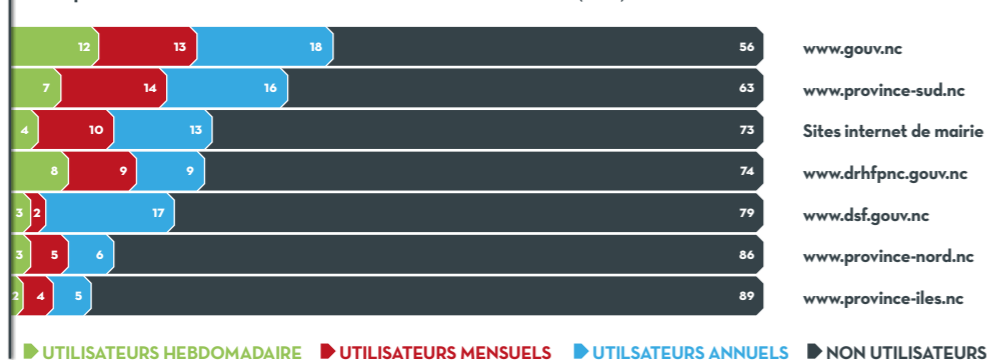 12 13 18 56 www.gouv.nc
7 14 16 63 www.province-sud.nc
4 10 13 73 Sites internet de mairie
8 9 9 74 www.drhfpnc.gouv.nc
3 2 17 79 www.dsf.gouv.nc
3 5 6 86 www.province-nord.nc
2 4 5 89 www.province-iles.nc
UTILISATEURS HEBDOMADAIRE UTILISATEURS MENSUELS UTILSATEURS ANNUELS NON UTILISATEURS